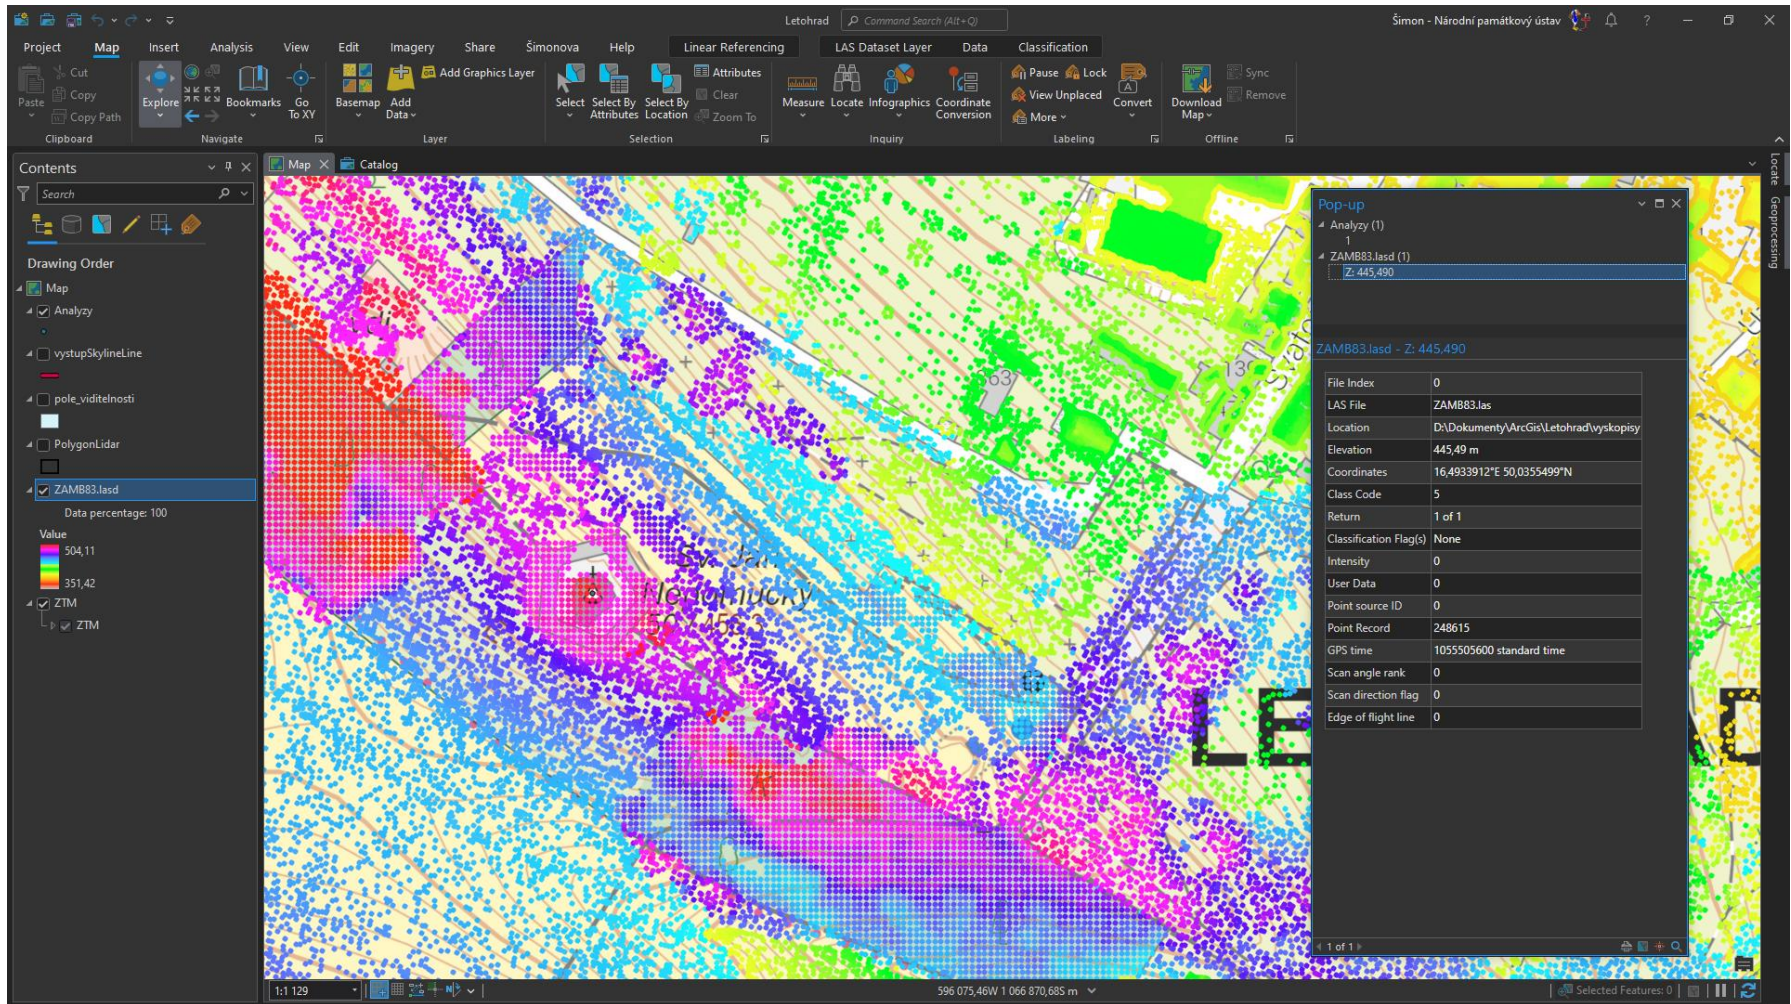 Letohrad
Command Search (Alt+Q)
Šimon - Národní památkový ústav
?
Project Map Insert Analysis View Edit Imagery Share Šimonova Help Linear Referencing LAS Dataset Layer Data Classification
Paste
Cut
Copy
Copy Path
Clipboard
Explore
Bookmarks
Go To XY
Navigate
Basemap
Add Data
Add Graphics Layer
Layer
Select
Select By Attributes
Select By Location
Attributes
Clear
Zoom To
Selection
Measure
Locate
Infographics
Coordinate Conversion
Inquiry
Pause
Lock
View Unplaced
More
Convert
Labeling
Download Map
Sync
Remove
Offline
Contents
Search
Drawing Order
Map
Analyzy
vystupSkylineLine
pole_viditelnosti
PolygonLidar
ZAMB83.lasd
Data percentage: 100
Value
504,11
351,42
ZTM
ZTM
Map
Catalog
Locate
Geoprocessing
Pop-up
Analyzy (1)
1
ZAMB83.lasd (1)
Z: 445,490
ZAMB83.lasd - Z: 445,490
File Index 0
LAS File ZAMB83.las
Location D:\Dokumenty\ArcGis\Letohrad\vyskopisy
Elevation 445,49 m
Coordinates 16,4933912°E 50,0355499°N
Class Code 5
Return 1 of 1
Classification Flag(s) None
Intensity 0
User Data 0
Point source ID 0
Point Record 248615
GPS time 1055505600 standard time
Scan angle rank 0
Scan direction flag 0
Edge of flight line 0
1 of 1
Sv. Jan
Nepomucký
363
LE
1:1 129
596 075,46W 1 066 870,68S m
Selected Features: 0